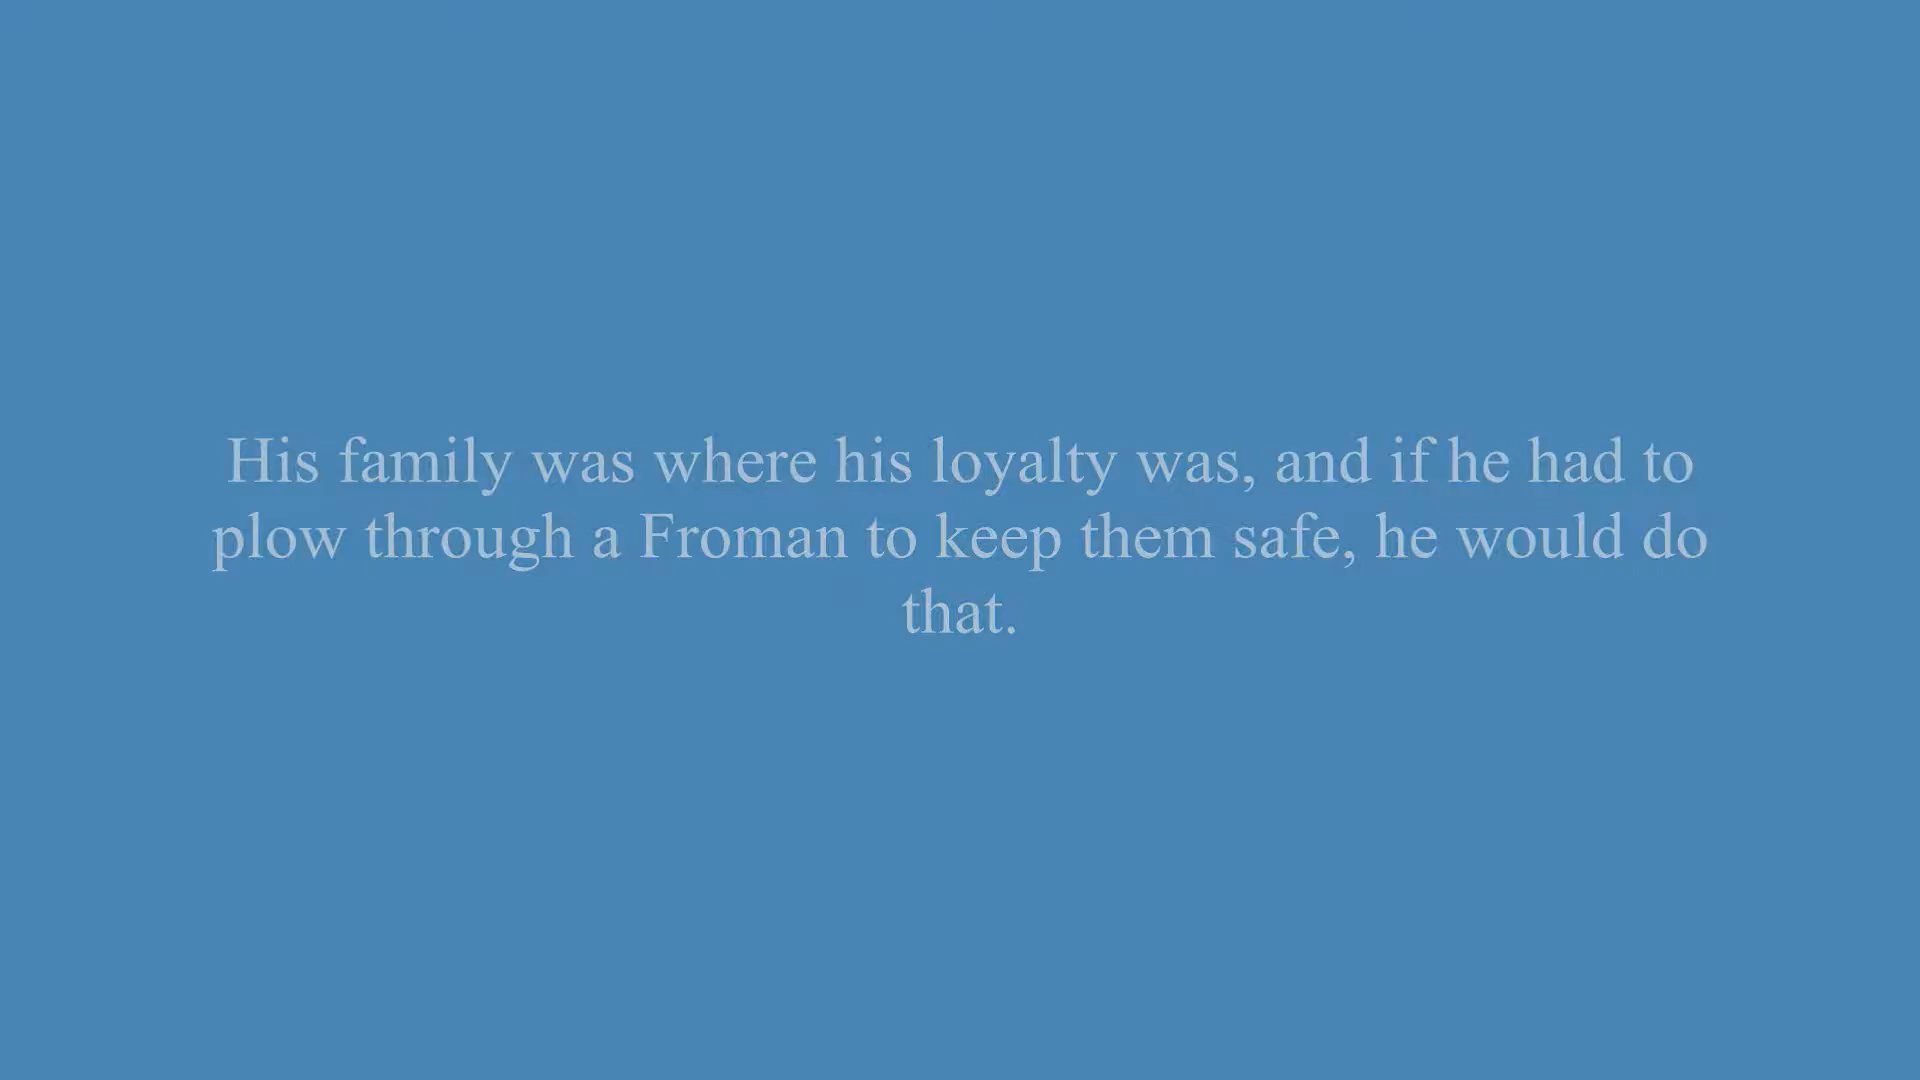 His family was where his loyalty was, and if he had to
plow through a Froman to keep them safe, he would do
that.